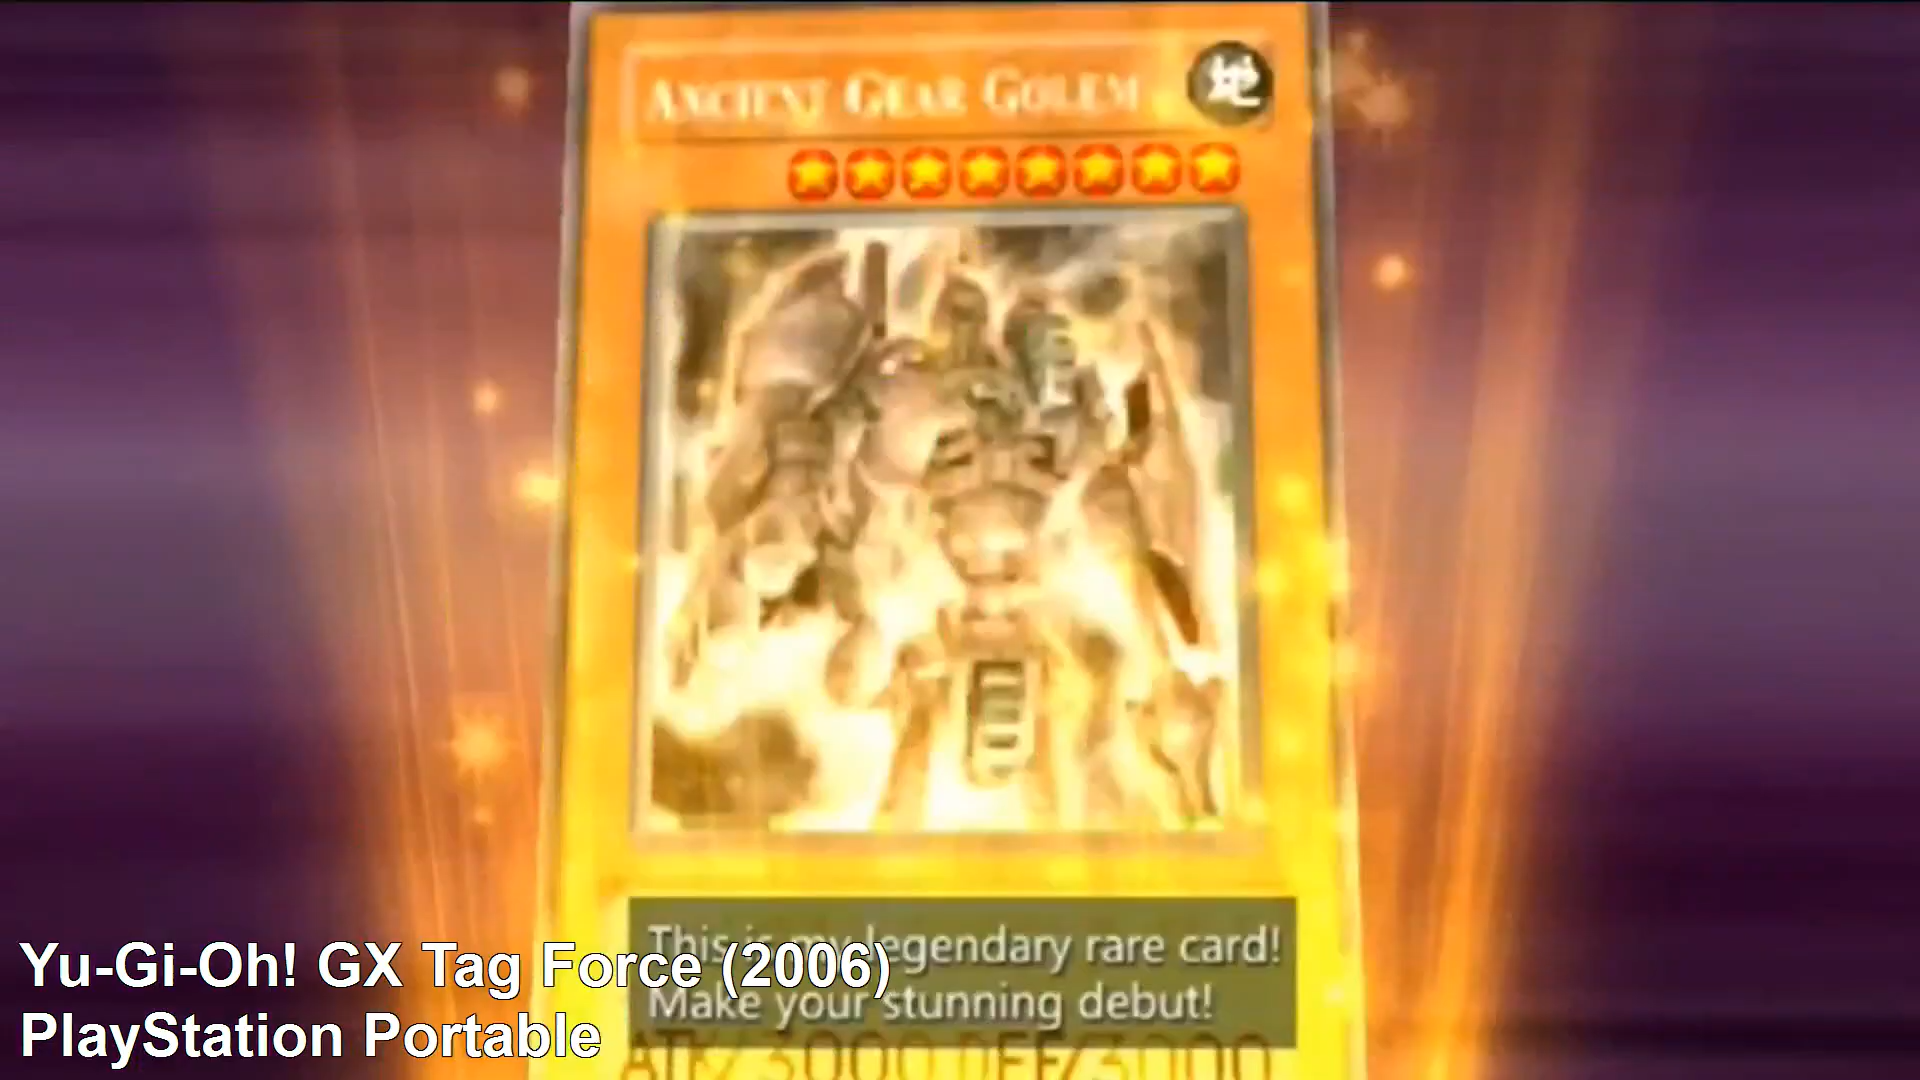 ANCIENT GEAR GOLEM
地
This is my legendary rare card!
Make your stunning debut!
Yu-Gi-Oh! GX Tag Force (2006)
PlayStation Portable
ATK/3000 DEF/3000